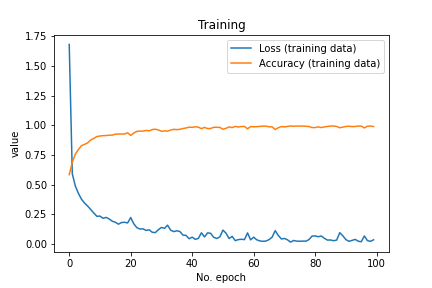 Training
Loss (training data)
Accuracy (training data)
value
1.75
1.50
1.25
1.00
0.75
0.50
0.25
0.00
0
20
40
60
80
100
No. epoch